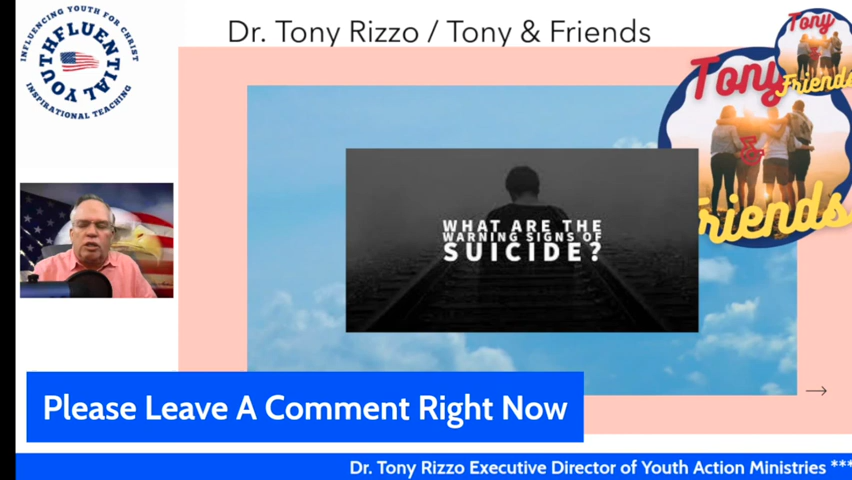 Dr. Tony Rizzo / Tony & Friends
INFLUENCING YOUTH FOR CHRIST
YOUTHFLUENTIAL
INSPIRATIONAL TEACHING
Tony
&
Friends
Tony
Friends
WHAT ARE THE
WARNING SIGNS OF
SUICIDE?
Please Leave A Comment Right Now
Dr. Tony Rizzo Executive Director of Youth Action Ministries ***